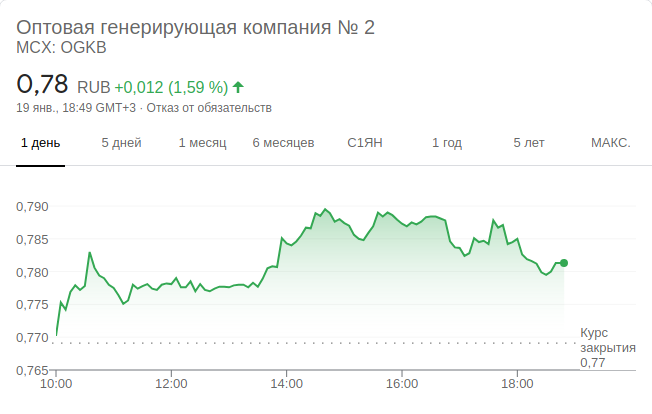 Оптовая генерирующая компания № 2
MCX: OGKB
0,78 RUB +0,012 (1,59 %)
19 янв., 18:49 GMT+3 · Отказ от обязательств
1 день 5 дней 1 месяц 6 месяцев С1ЯН 1 год 5 лет МАКС.
0,790
0,785
0,780
0,775
0,770
Курс
закрытия
0,77
0,765
10:00 12:00 14:00 16:00 18:00